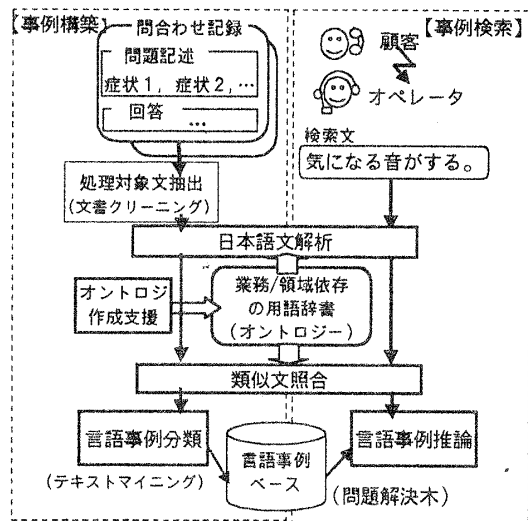 【事例構築】
問合わせ記録
問題記述
症状1, 症状2,…
回答
…
処理対象文抽出
(文書クリーニング)
【事例検索】
顧客
オペレータ
検索文
気になる音がする。
日本語文解析
オントロジ
作成支援
業務/領域依存
の用語辞書
(オントロジー)
類似文照合
言語事例分類
(テキストマイニング)
言語事例
ベース
言語事例推論
(問題解決木)